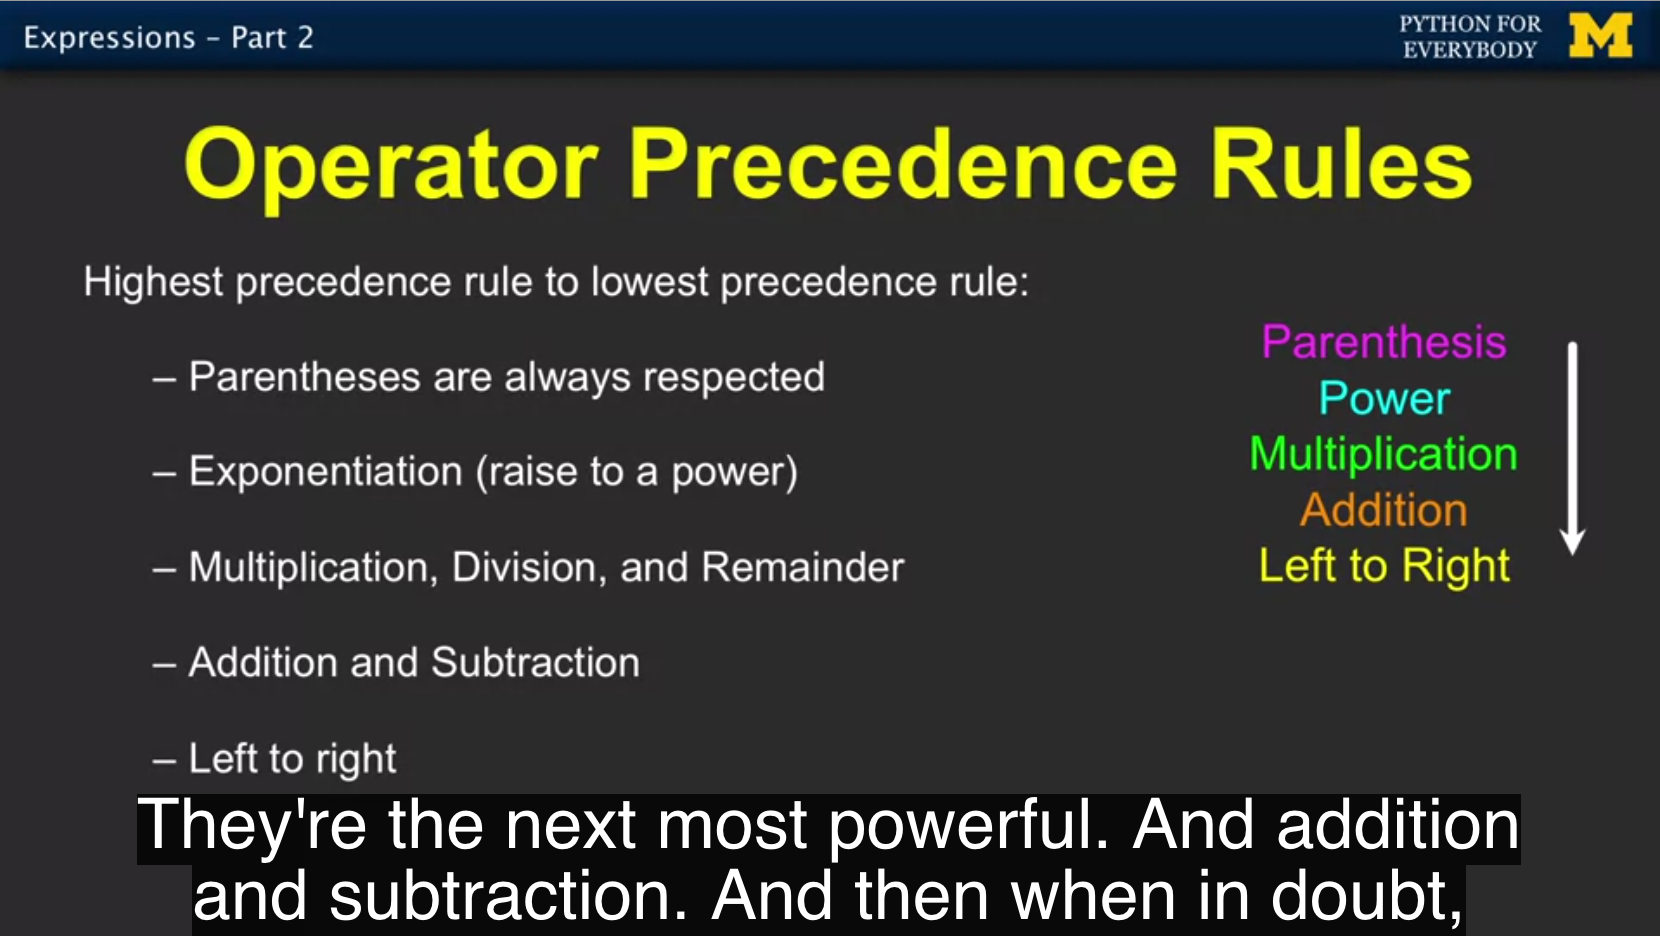 Expressions – Part 2
PYTHON FOR
EVERYBODY
M
Operator Precedence Rules
Highest precedence rule to lowest precedence rule:
– Parentheses are always respected
– Exponentiation (raise to a power)
– Multiplication, Division, and Remainder
– Addition and Subtraction
– Left to right
Parenthesis
Power
Multiplication
Addition
Left to Right
They're the next most powerful. And addition
and subtraction. And then when in doubt,